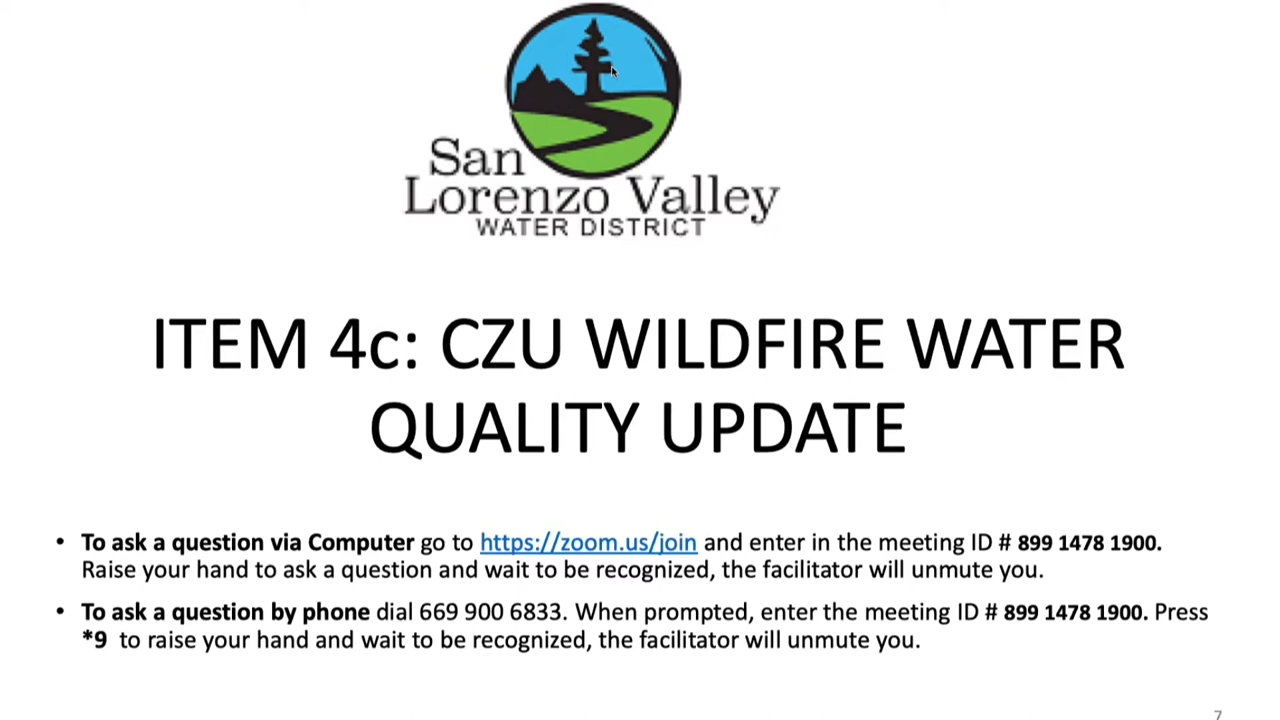 San
Lorenzo Valley
WATER DISTRICT
ITEM 4c: CZU WILDFIRE WATER
QUALITY UPDATE
• To ask a question via Computer go to https://zoom.us/join and enter in the meeting ID # 899 1478 1900.
Raise your hand to ask a question and wait to be recognized, the facilitator will unmute you.
• To ask a question by phone dial 669 900 6833. When prompted, enter the meeting ID # 899 1478 1900. Press
*9 to raise your hand and wait to be recognized, the facilitator will unmute you.
7